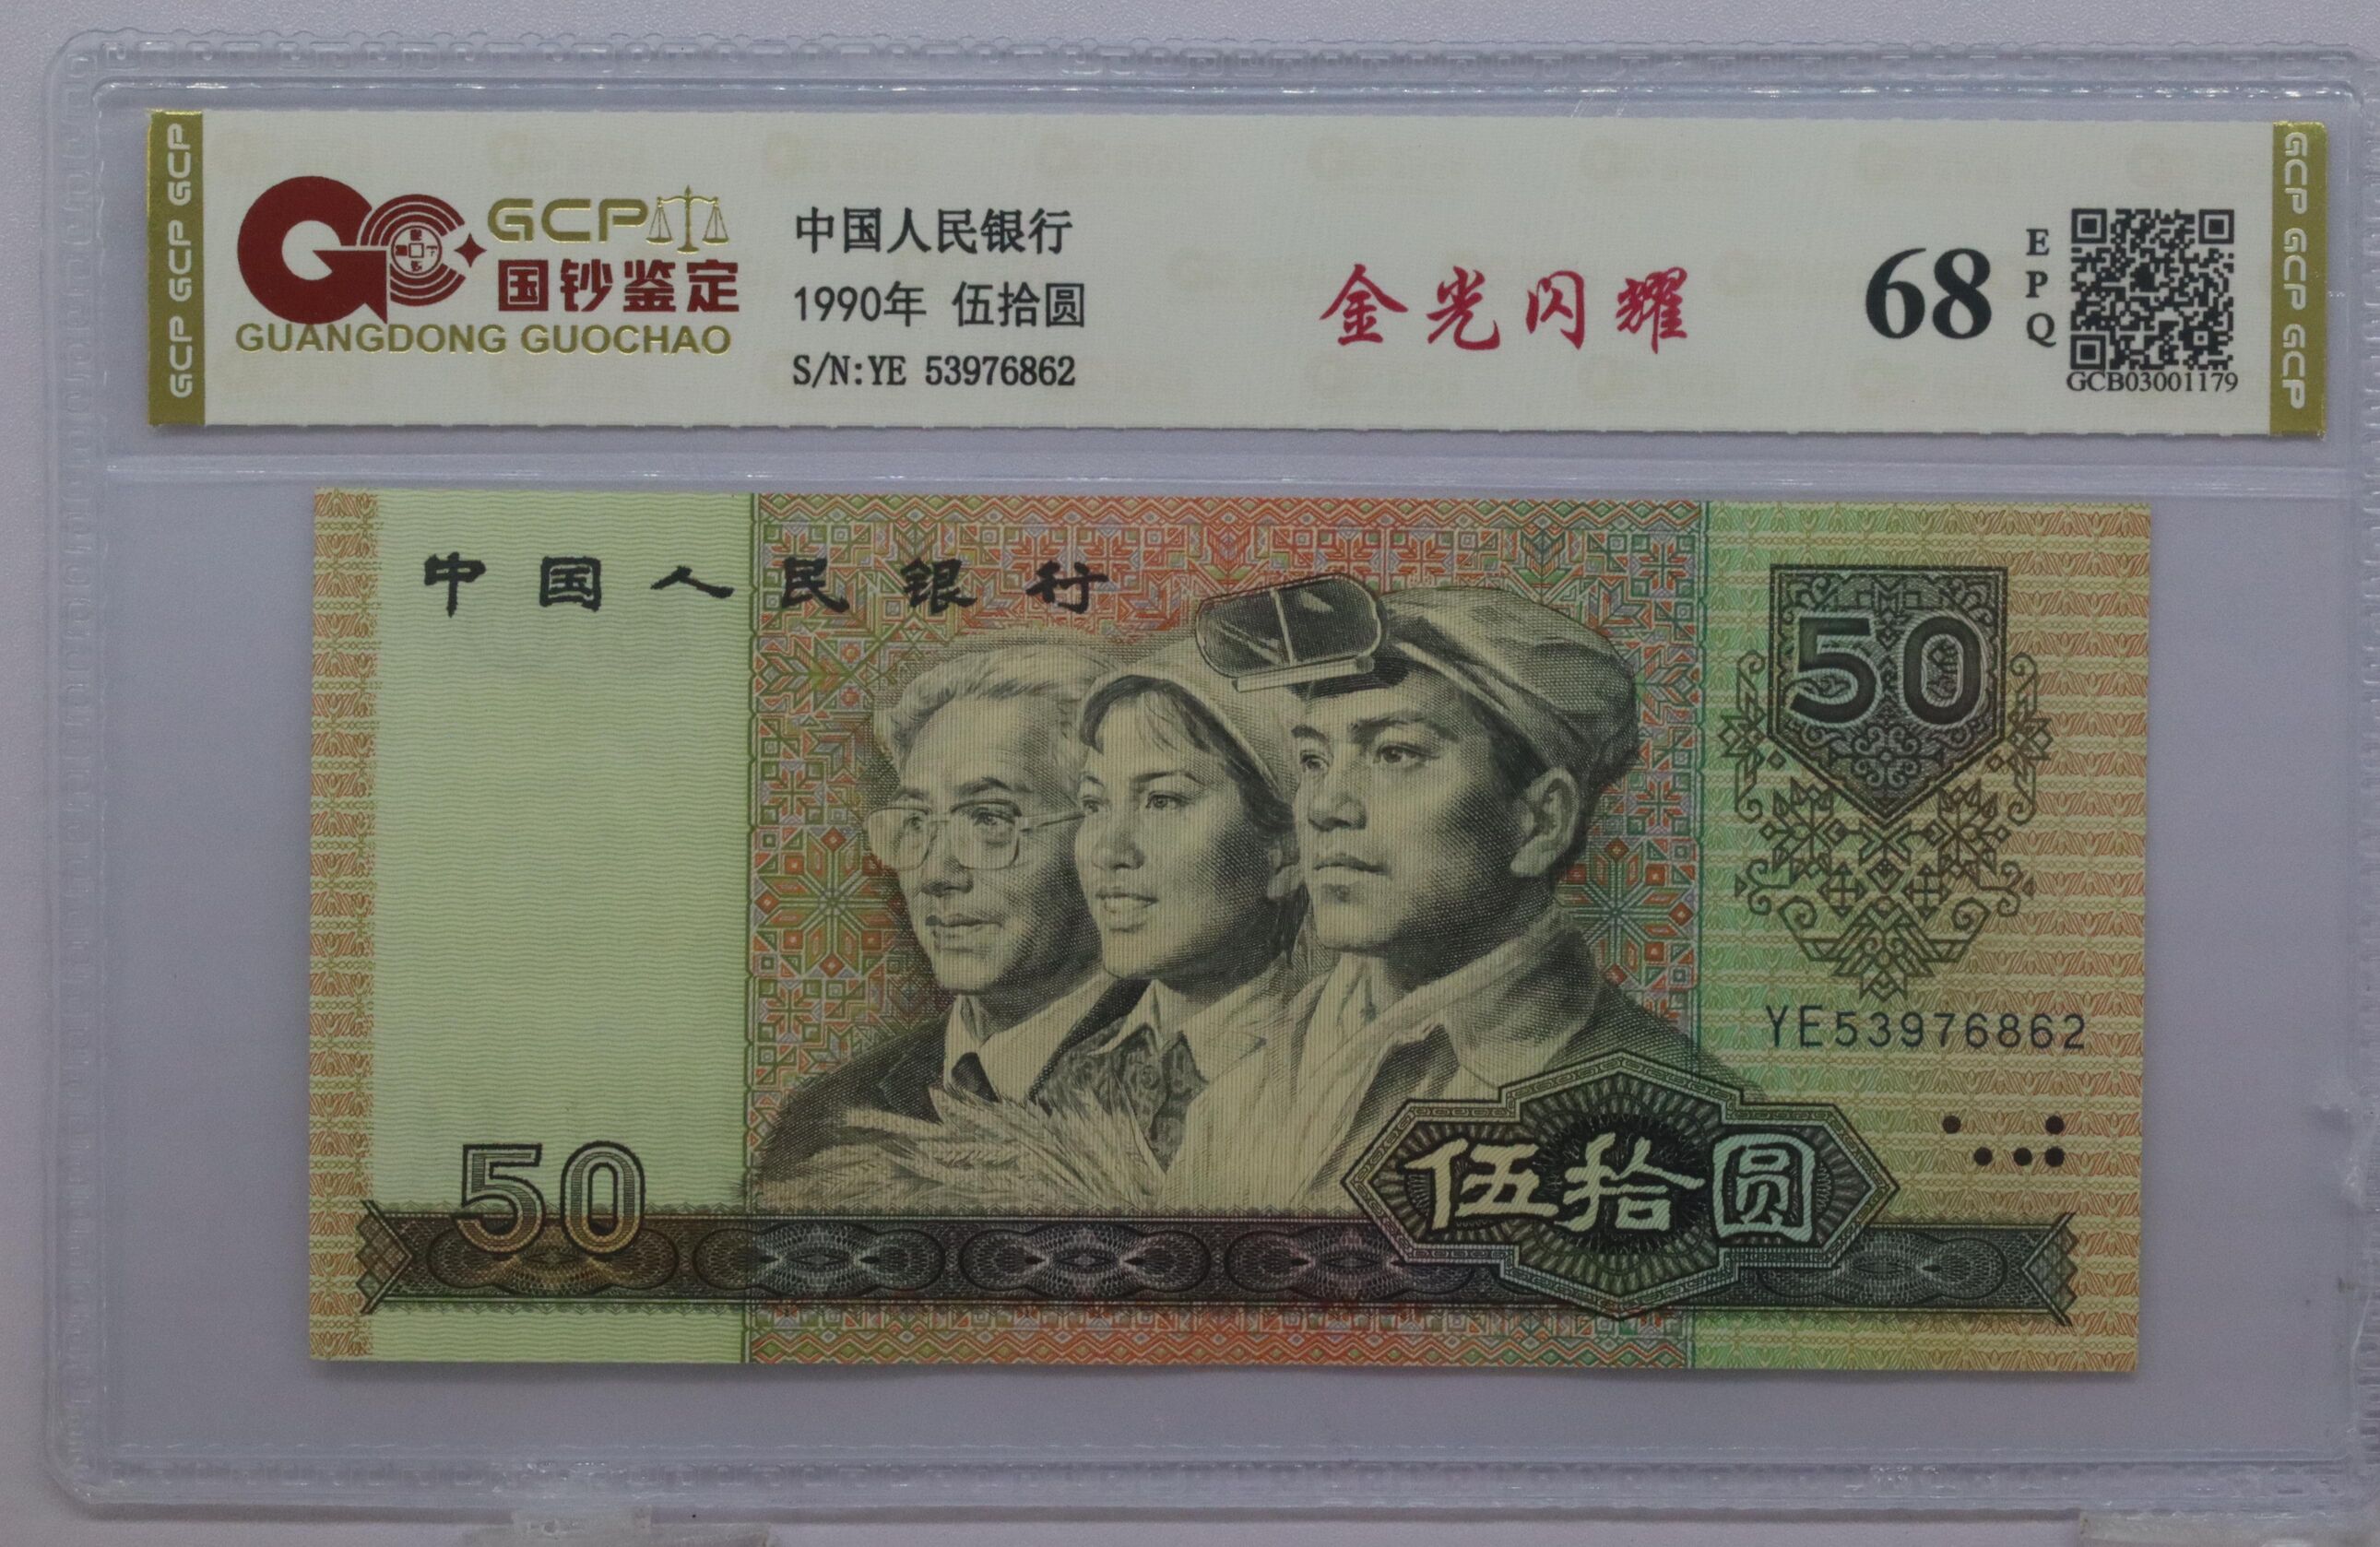 GCP GCP GCP
GCP
国钞鉴定
GUANGDONG GUOCHAO
中国人民银行
1990年 伍拾圆
S/N:YE 53976862
金光闪耀
68
EPQ
GCB03001179
GCP GCP GCP
中国人民银行
50
YE53976862
50
伍拾圆